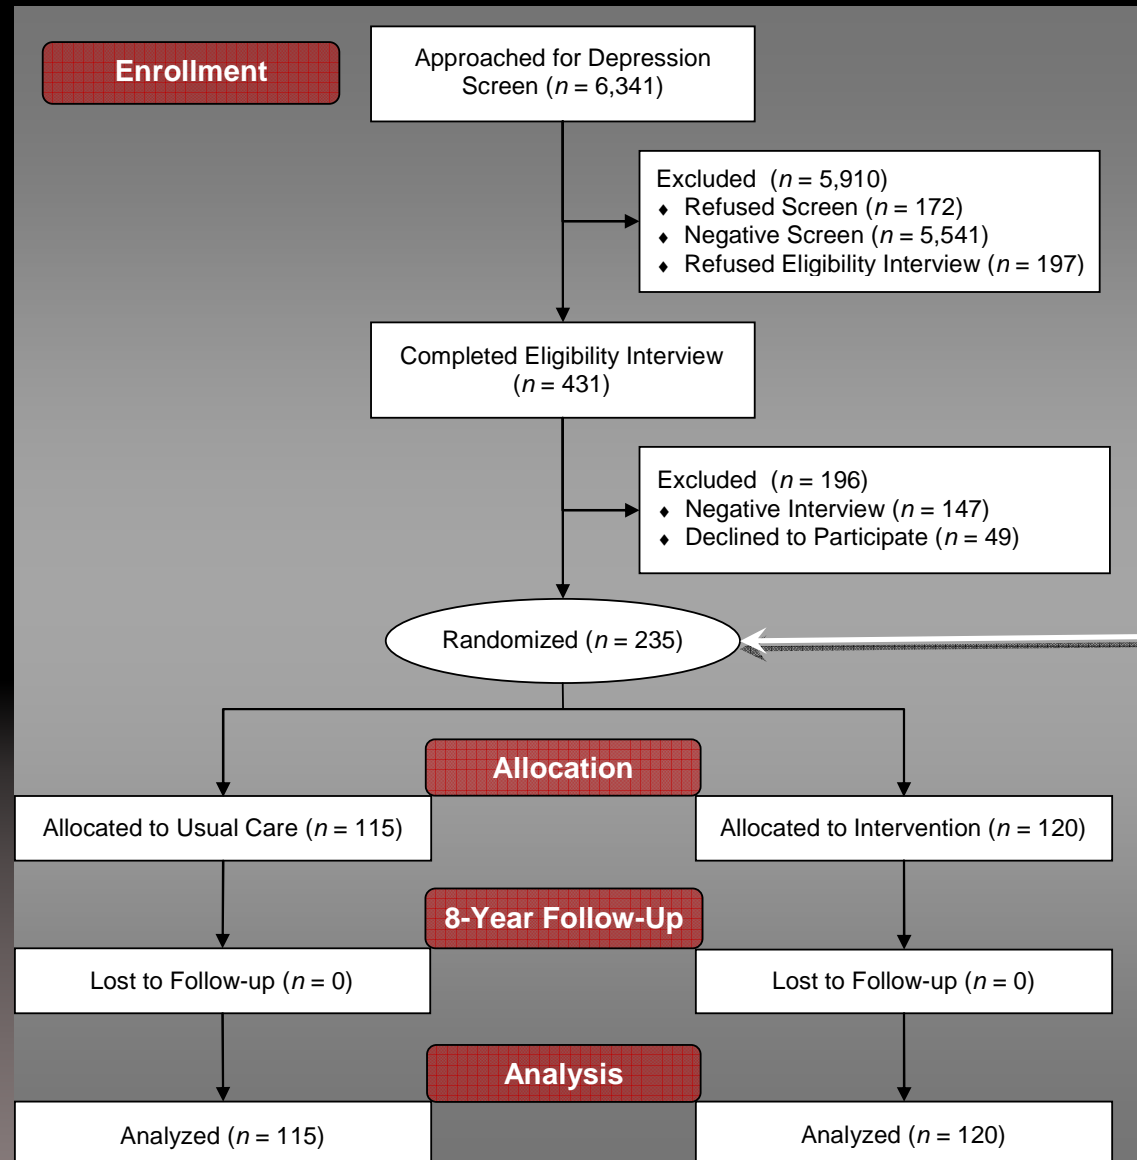 Enrollment
Approached for Depression
Screen (n = 6,341)
Excluded (n = 5,910)
♦ Refused Screen (n = 172)
♦ Negative Screen (n = 5,541)
♦ Refused Eligibility Interview (n = 197)
Completed Eligibility Interview
(n = 431)
Excluded (n = 196)
♦ Negative Interview (n = 147)
♦ Declined to Participate (n = 49)
Randomized (n = 235)
Allocation
Allocated to Usual Care (n = 115)
Allocated to Intervention (n = 120)
8-Year Follow-Up
Lost to Follow-up (n = 0)
Lost to Follow-up (n = 0)
Analysis
Analyzed (n = 115)
Analyzed (n = 120)